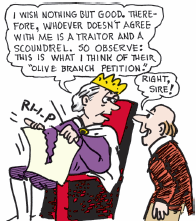 I WISH NOTHING BUT GOOD. THERE-
FORE, WHOEVER DOESN'T AGREE
WITH ME IS A TRAITOR AND A
SCOUNDREL. SO OBSERVE:
THIS IS WHAT I THINK OF THEIR
"OLIVE BRANCH PETITION."
RIGHT,
SIRE!
RI-I-P